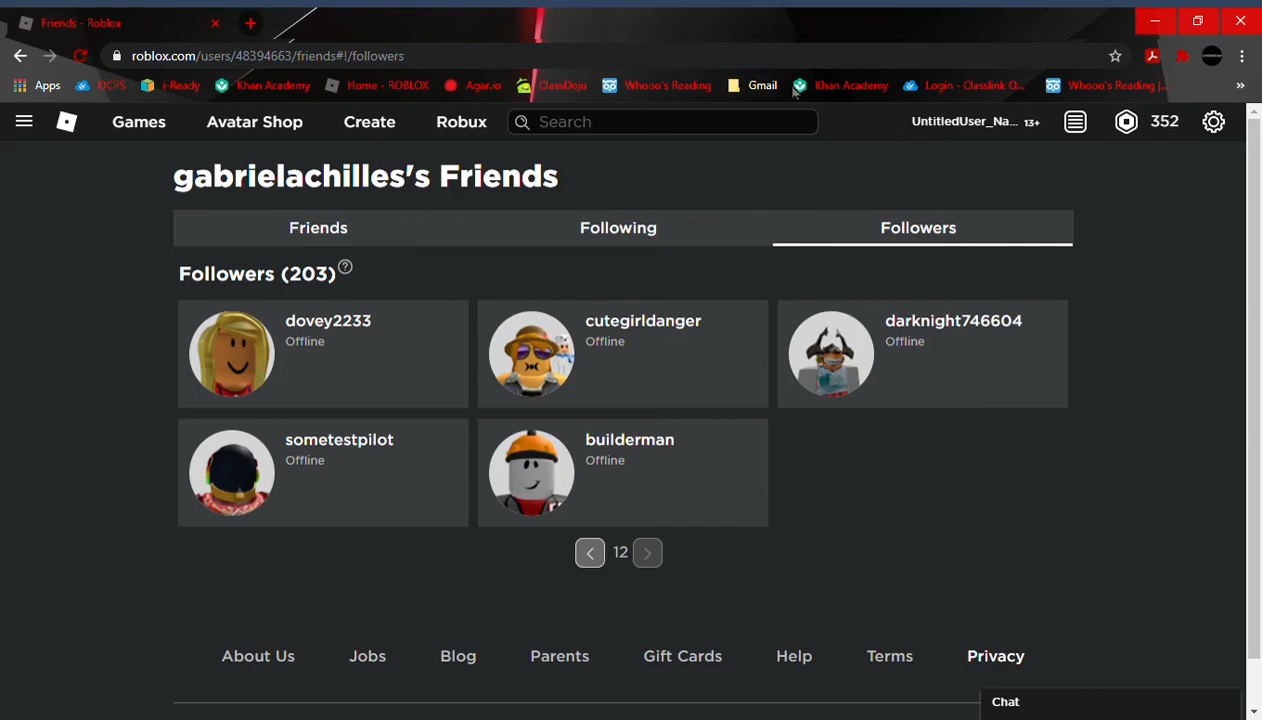 Friends - Roblox
roblox.com/users/48394663/friends#!/followers
Apps OCPS i-Ready Khan Academy Home - ROBLOX Agar.io ClassDojo Whooo's Reading Gmail Khan Academy Login - Classlink O... Whooo's Reading |... »
Games Avatar Shop Create Robux Search UntitledUser_Na... 13+ 352
gabrielachilles's Friends
Friends Following Followers
Followers (203)
dovey2233 cutegirldanger darknight746604
Offline Offline Offline
sometestpilot builderman
Offline Offline
12
About Us Jobs Blog Parents Gift Cards Help Terms Privacy
Chat